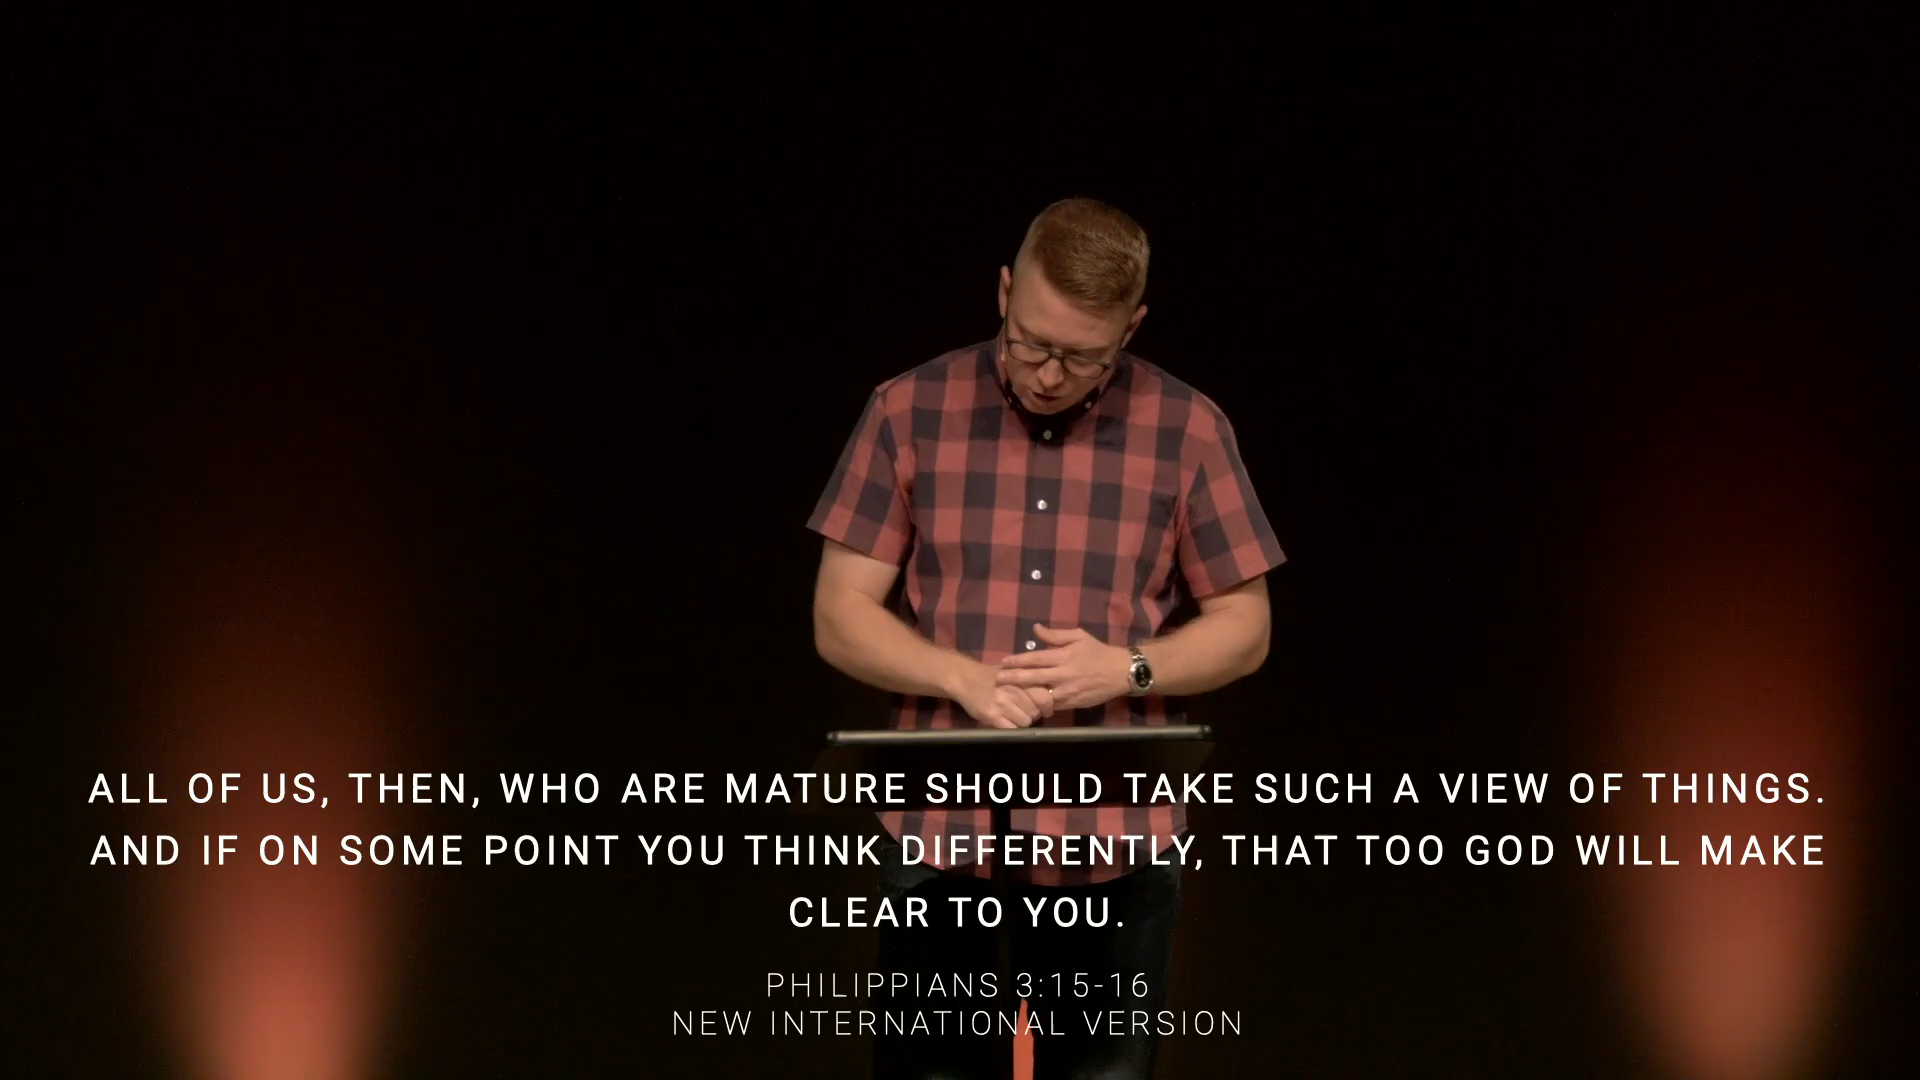 ALL OF US, THEN, WHO ARE MATURE SHOULD TAKE SUCH A VIEW OF THINGS.
AND IF ON SOME POINT YOU THINK DIFFERENTLY, THAT TOO GOD WILL MAKE
CLEAR TO YOU.
PHILIPPIANS 3:15-16
NEW INTERNATIONAL VERSION